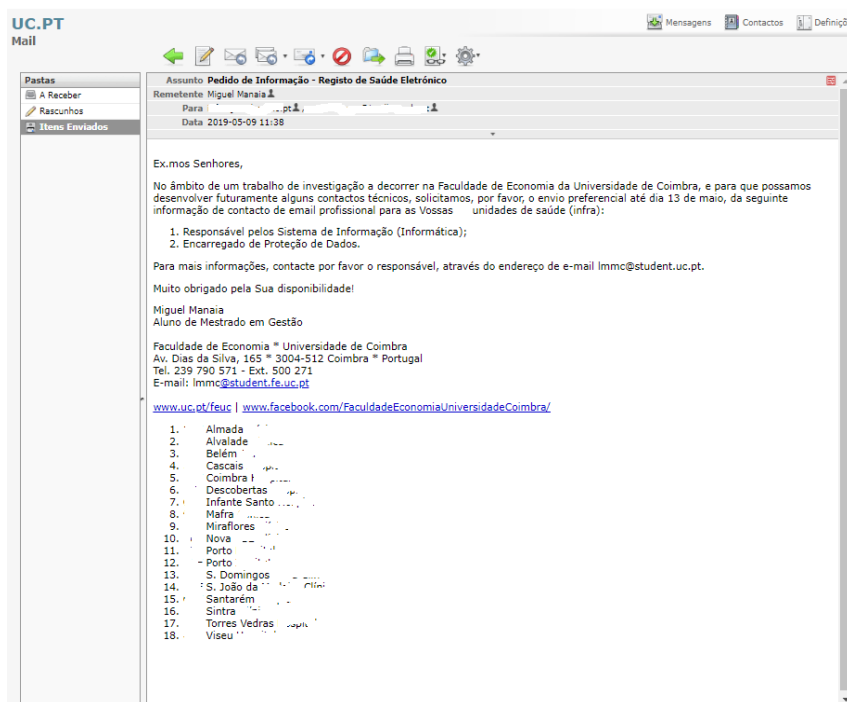 UC.PT
Mail
Mensagens
Contactos
Definiçõ
Pastas
A Receber
Rascunhos
Itens Enviados
Assunto Pedido de Informação - Registo de Saúde Eletrónico
Remetente Miguel Manaia
Para .pt
Data 2019-05-09 11:38
Ex.mos Senhores,
No âmbito de um trabalho de investigação a decorrer na Faculdade de Economia da Universidade de Coimbra, e para que possamos
desenvolver futuramente alguns contactos técnicos, solicitamos, por favor, o envio preferencial até dia 13 de maio, da seguinte
informação de contacto de email profissional para as Vossas unidades de saúde (infra):
1. Responsável pelos Sistema de Informação (Informática);
2. Encarregado de Proteção de Dados.
Para mais informações, contacte por favor o responsável, através do endereço de e-mail lmmc@student.uc.pt.
Muito obrigado pela Sua disponibilidade!
Miguel Manaia
Aluno de Mestrado em Gestão
Faculdade de Economia * Universidade de Coimbra
Av. Dias da Silva, 165 * 3004-512 Coimbra * Portugal
Tel. 239 790 571 - Ext. 500 271
E-mail: lmmc@student.fe.uc.pt
www.uc.pt/feuc | www.facebook.com/FaculdadeEconomiaUniversidadeCoimbra/
1. Almada
2. Alvalade
3. Belém
4. Cascais
5. Coimbra
6. Descobertas
7. Infante Santo
8. Mafra
9. Miraflores
10. Nova
11. Porto
12. - Porto
13. S. Domingos
14. S. João da
15. Santarém
16. Sintra
17. Torres Vedras
18. Viseu